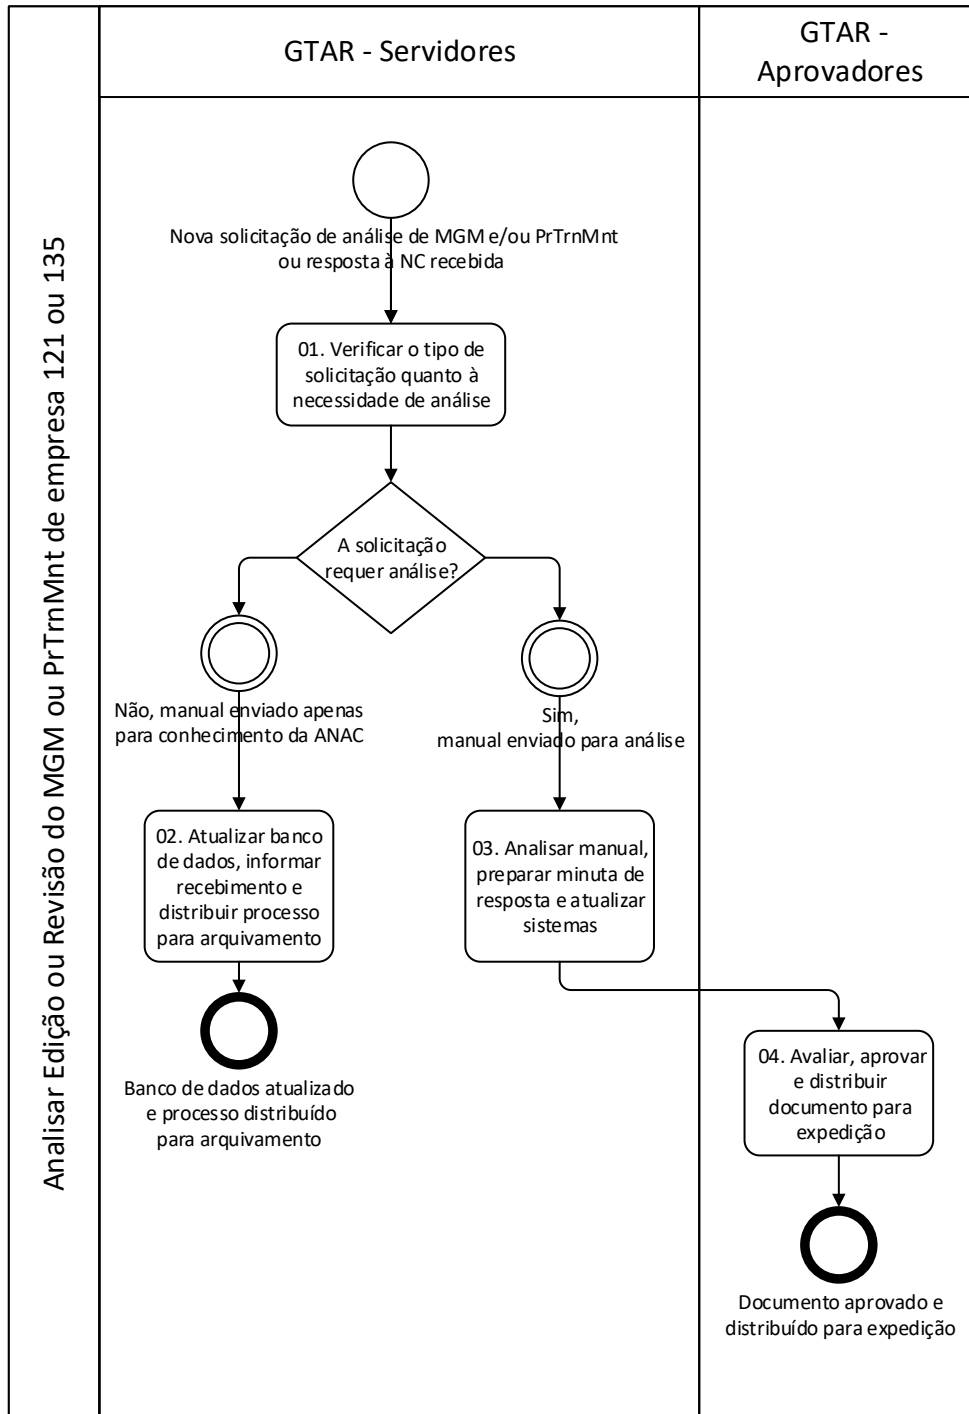 Analisar Edição ou Revisão do MGM ou PrTrnMnt de empresa 121 ou 135
GTAR - Servidores
GTAR -
Aprovadores
Nova solicitação de análise de MGM e/ou PrTrnMnt
ou resposta à NC recebida
01. Verificar o tipo de
solicitação quanto à
necessidade de análise
A solicitação
requer análise?
Não, manual enviado apenas
para conhecimento da ANAC
Sim,
manual enviado para análise
02. Atualizar banco
de dados, informar
recebimento e
distribuir processo
para arquivamento
03. Analisar manual,
preparar minuta de
resposta e atualizar
sistemas
Banco de dados atualizado
e processo distribuído
para arquivamento
04. Avaliar, aprovar
e distribuir
documento para
expedição
Documento aprovado e
distribuído para expedição